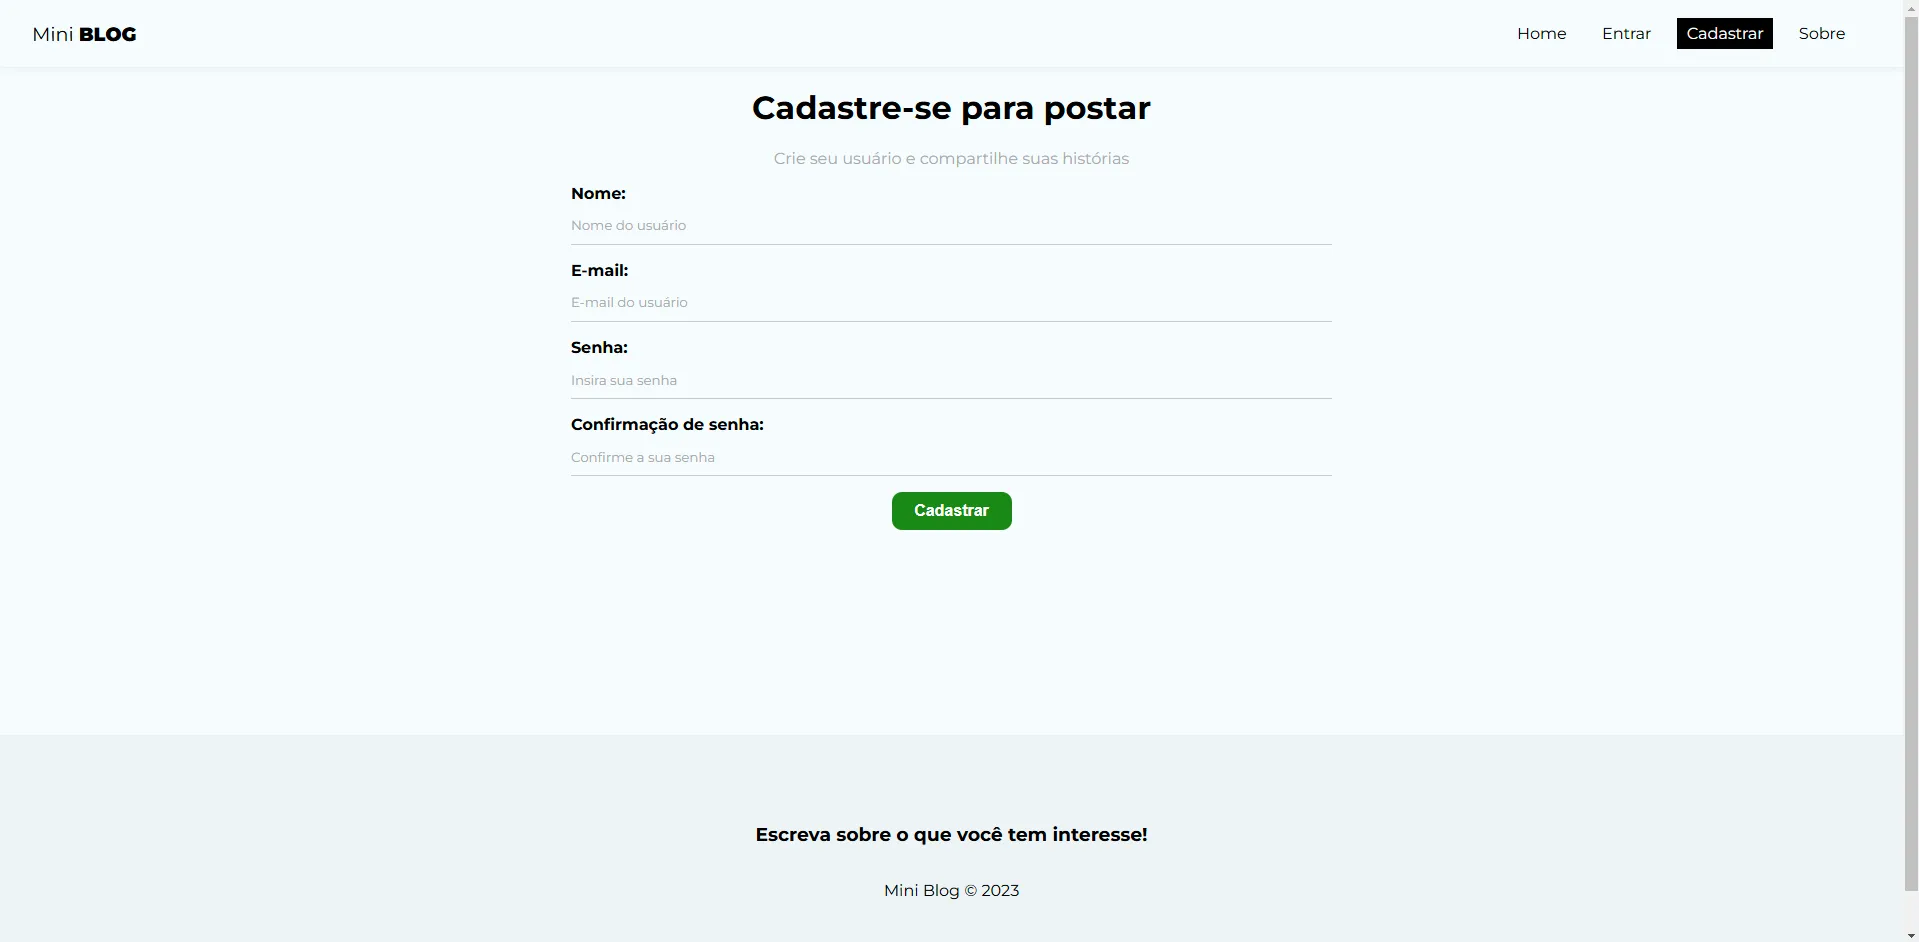 Mini BLOG
Home Entrar Cadastrar Sobre
Cadastre-se para postar
Crie seu usuário e compartilhe suas histórias
Nome:
Nome do usuário
E-mail:
E-mail do usuário
Senha:
Insira sua senha
Confirmação de senha:
Confirme a sua senha
Cadastrar
Escreva sobre o que você tem interesse!
Mini Blog © 2023